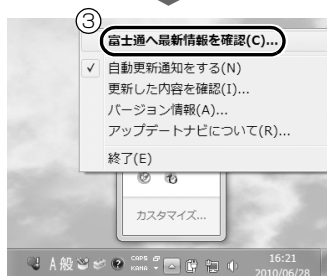 ③
富士通へ最新情報を確認(C)...
✓ 自動更新通知をする(N)
更新した内容を確認(I)...
バージョン情報(A)...
アップデートナビについて(R)...
終了(E)
カスタマイズ...
A 般 CAPS KANA 16:21
2010/06/28